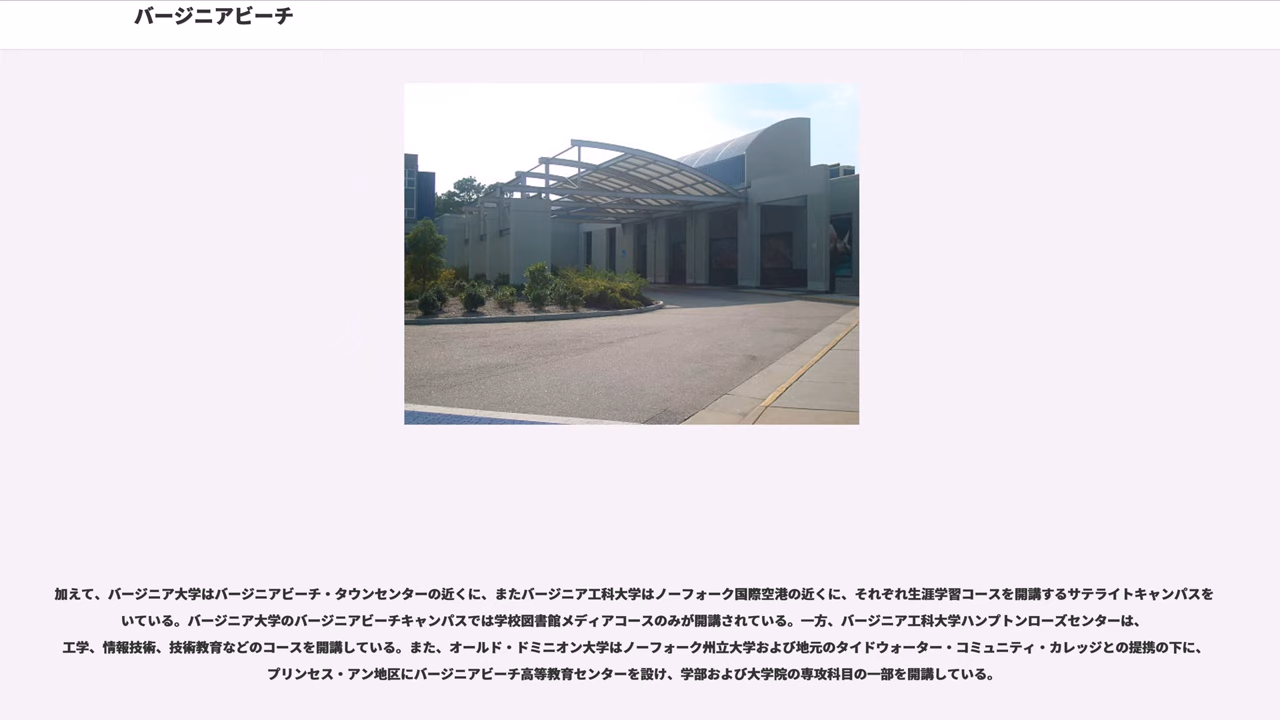 バージニアビーチ
加えて、バージニア大学はバージニアビーチ・タウンセンターの近くに、またバージニア工科大学はノーフォーク国際空港の近くに、それぞれ生涯学習コースを開講するサテライトキャンパスを
いている。バージニア大学のバージニアビーチキャンパスでは学校図書館メディアコースのみが開講されている。一方、バージニア工科大学ハンプトンローズセンターは、
工学、情報技術、技術教育などのコースを開講している。また、オールド・ドミニオン大学はノーフォーク州立大学および地元のタイドウォーター・コミュニティ・カレッジとの提携の下に、
プリンセス・アン地区にバージニアビーチ高等教育センターを設け、学部および大学院の専攻科目の一部を開講している。